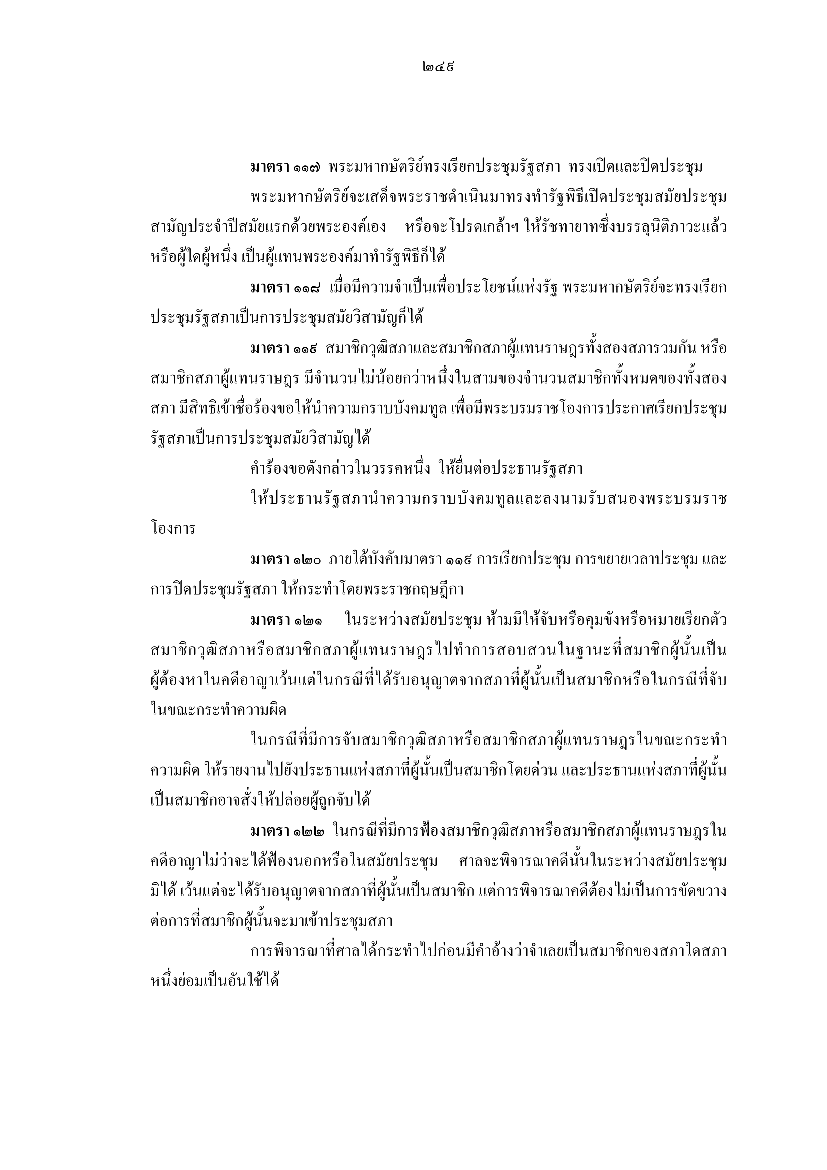 ๒๔๙
มาตรา ๑๑๗ พระมหากษัตริย์ทรงเรียกประชุมรัฐสภา ทรงเปิดและปิดประชุม
พระมหากษัตริย์จะเสด็จพระราชดำเนินมาทรงทำรัฐพิธีเปิดประชุมสมัยประชุม
สามัญประจำปีสมัยแรกด้วยพระองค์เอง หรือจะโปรดเกล้าฯ ให้รัชทายาทซึ่งบรรลุนิติภาวะแล้ว
หรือผู้ใดผู้หนึ่ง เป็นผู้แทนพระองค์มาทำรัฐพิธีก็ได้
มาตรา ๑๑๘ เมื่อมีความจำเป็นเพื่อประโยชน์แห่งรัฐ พระมหากษัตริย์จะทรงเรียก
ประชุมรัฐสภาเป็นการประชุมสมัยวิสามัญก็ได้
มาตรา ๑๑๙ สมาชิกวุฒิสภาและสมาชิกสภาผู้แทนราษฎรทั้งสองสภารวมกัน หรือ
สมาชิกสภาผู้แทนราษฎร มีจำนวนไม่น้อยกว่าหนึ่งในสามของจำนวนสมาชิกทั้งหมดของทั้งสอง
สภา มีสิทธิเข้าชื่อร้องขอให้นำความกราบบังคมทูล เพื่อมีพระบรมราชโองการประกาศเรียกประชุม
รัฐสภาเป็นการประชุมสมัยวิสามัญได้
คำร้องขอดังกล่าวในวรรคหนึ่ง ให้ยื่นต่อประธานรัฐสภา
ให้ประธานรัฐสภานำความกราบบังคมทูลและลงนามรับสนองพระบรมราช
โองการ
มาตรา ๑๒๐ ภายใต้บังคับมาตรา ๑๑๙ การเรียกประชุม การขยายเวลาประชุม และ
การปิดประชุมรัฐสภา ให้กระทำโดยพระราชกฤษฎีกา
มาตรา ๑๒๑ ในระหว่างสมัยประชุม ห้ามมิให้จับหรือคุมขังหรือหมายเรียกตัว
สมาชิกวุฒิสภาหรือสมาชิกสภาผู้แทนราษฎรไปทำการสอบสวนในฐานะที่สมาชิกผู้นั้นเป็น
ผู้ต้องหาในคดีอาญาเว้นแต่ในกรณีที่ได้รับอนุญาตจากสภาที่ผู้นั้นเป็นสมาชิกหรือในกรณีที่จับ
ในขณะกระทำความผิด
ในกรณีที่มีการจับสมาชิกวุฒิสภาหรือสมาชิกสภาผู้แทนราษฎรในขณะกระทำ
ความผิด ให้รายงานไปยังประธานแห่งสภาที่ผู้นั้นเป็นสมาชิกโดยด่วน และประธานแห่งสภาที่ผู้นั้น
เป็นสมาชิกอาจสั่งให้ปล่อยผู้ถูกจับได้
มาตรา ๑๒๒ ในกรณีที่มีการฟ้องสมาชิกวุฒิสภาหรือสมาชิกสภาผู้แทนราษฎรใน
คดีอาญาไม่ว่าจะได้ฟ้องนอกหรือในสมัยประชุม ศาลจะพิจารณาคดีนั้นในระหว่างสมัยประชุม
มิได้ เว้นแต่จะได้รับอนุญาตจากสภาที่ผู้นั้นเป็นสมาชิก แต่การพิจารณาคดีต้องไม่เป็นการขัดขวาง
ต่อการที่สมาชิกผู้นั้นจะมาเข้าประชุมสภา
การพิจารณาที่ศาลได้กระทำไปก่อนมีคำอ้างว่าจำเลยเป็นสมาชิกของสภาใดสภา
หนึ่งย่อมเป็นอันใช้ได้